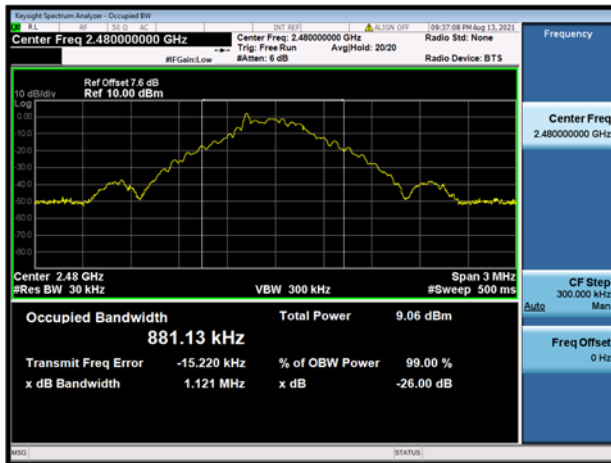 Keysight Spectrum Analyzer - Occupied BW
RL RF 50 Ω AC INT REF ALIGN OFF 09:37:08 PM Aug 13, 2021
Center Freq 2.480000000 GHz Center Freq: 2.480000000 GHz Radio Std: None Frequency
Trig: Free Run Avg|Hold: 20/20
#IFGain:Low #Atten: 6 dB Radio Device: BTS
Ref Offset 7.6 dB
10 dB/div Ref 10.00 dBm
Log
0.00
-10.0
-20.0
-30.0
-40.0
-50.0
-60.0
-70.0
-80.0
Center Freq
2.480000000 GHz
Center 2.48 GHz Span 3 MHz
#Res BW 30 kHz VBW 300 kHz #Sweep 500 ms
CF Step
300.000 kHz
Auto Man
Occupied Bandwidth Total Power 9.06 dBm
881.13 kHz
Freq Offset
0 Hz
Transmit Freq Error -15.220 kHz % of OBW Power 99.00 %
x dB Bandwidth 1.121 MHz x dB -26.00 dB
MSG STATUS